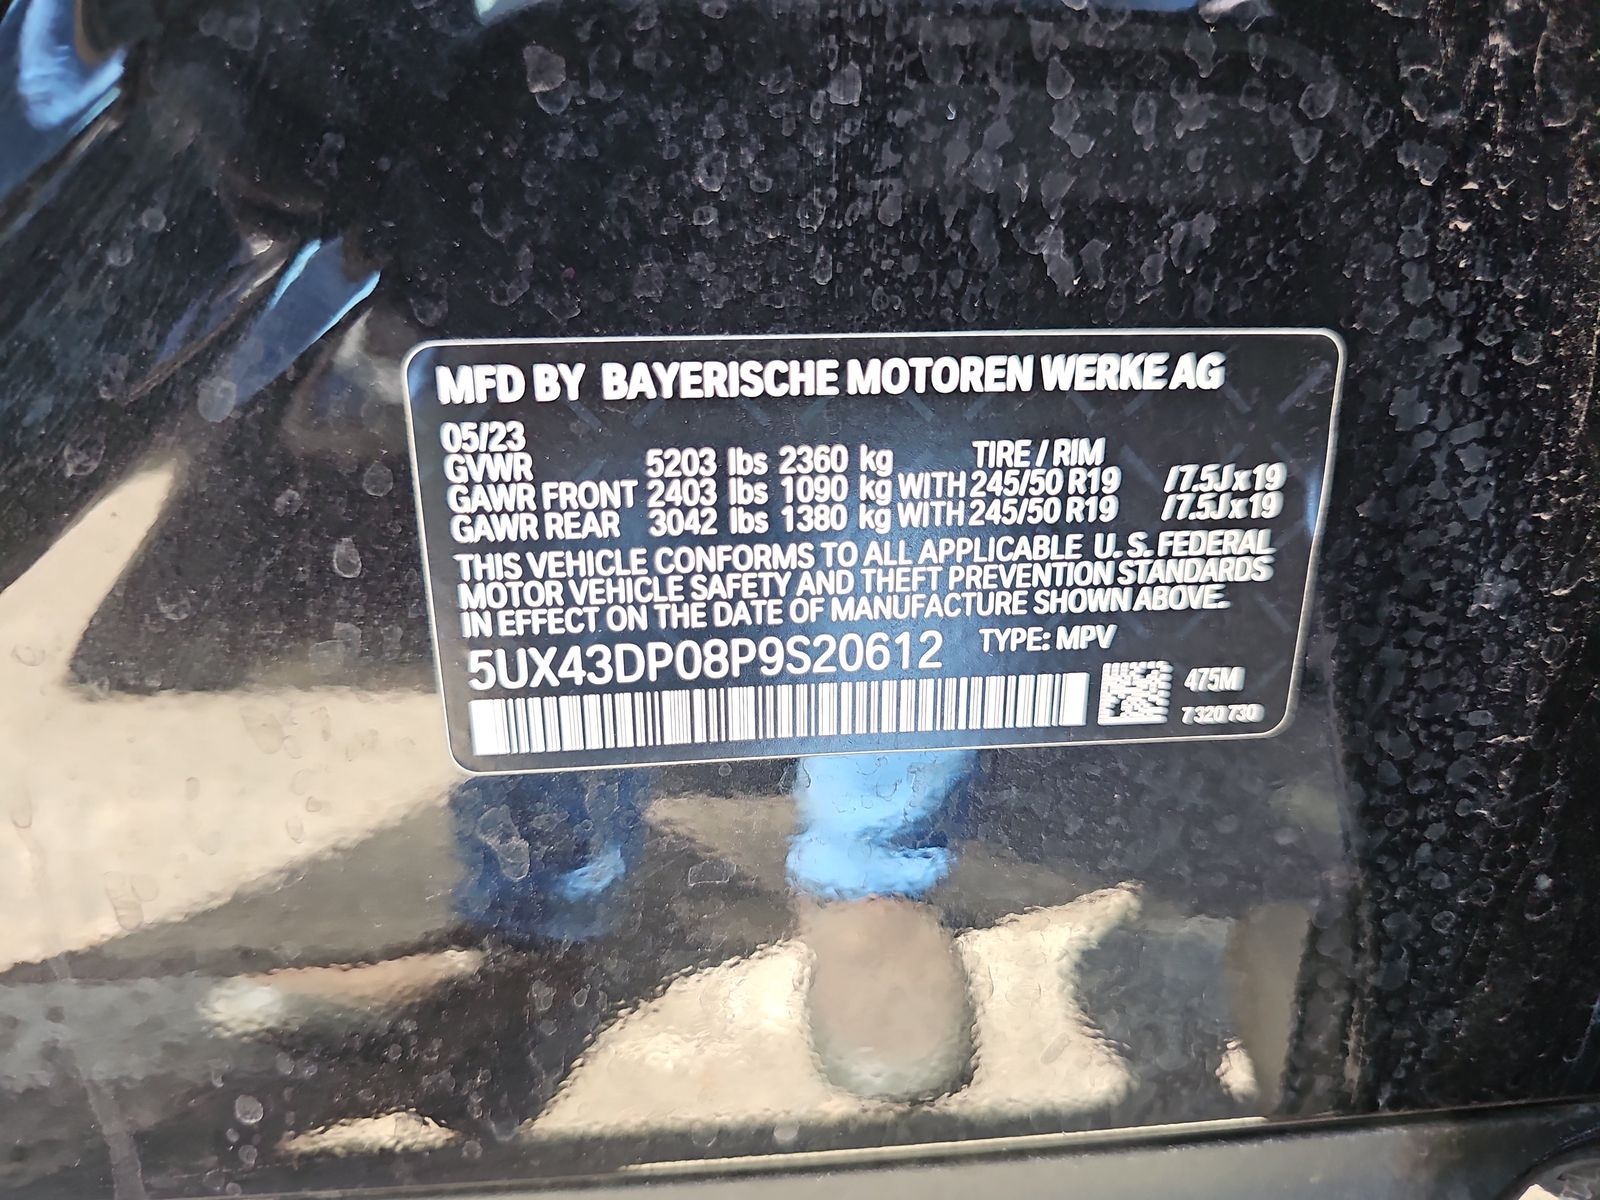 MFD BY BAYERISCHE MOTOREN WERKE AG
05/23
GVWR 5203 lbs 2360 kg TIRE / RIM
GAWR FRONT 2403 lbs 1090 kg WITH 245/50 R19 /7.5Jx19
GAWR REAR 3042 lbs 1380 kg WITH 245/50 R19 /7.5Jx19
THIS VEHICLE CONFORMS TO ALL APPLICABLE U. S. FEDERAL
MOTOR VEHICLE SAFETY AND THEFT PREVENTION STANDARDS
IN EFFECT ON THE DATE OF MANUFACTURE SHOWN ABOVE.
5UX43DP08P9S20612 TYPE: MPV
475M
7 320 730